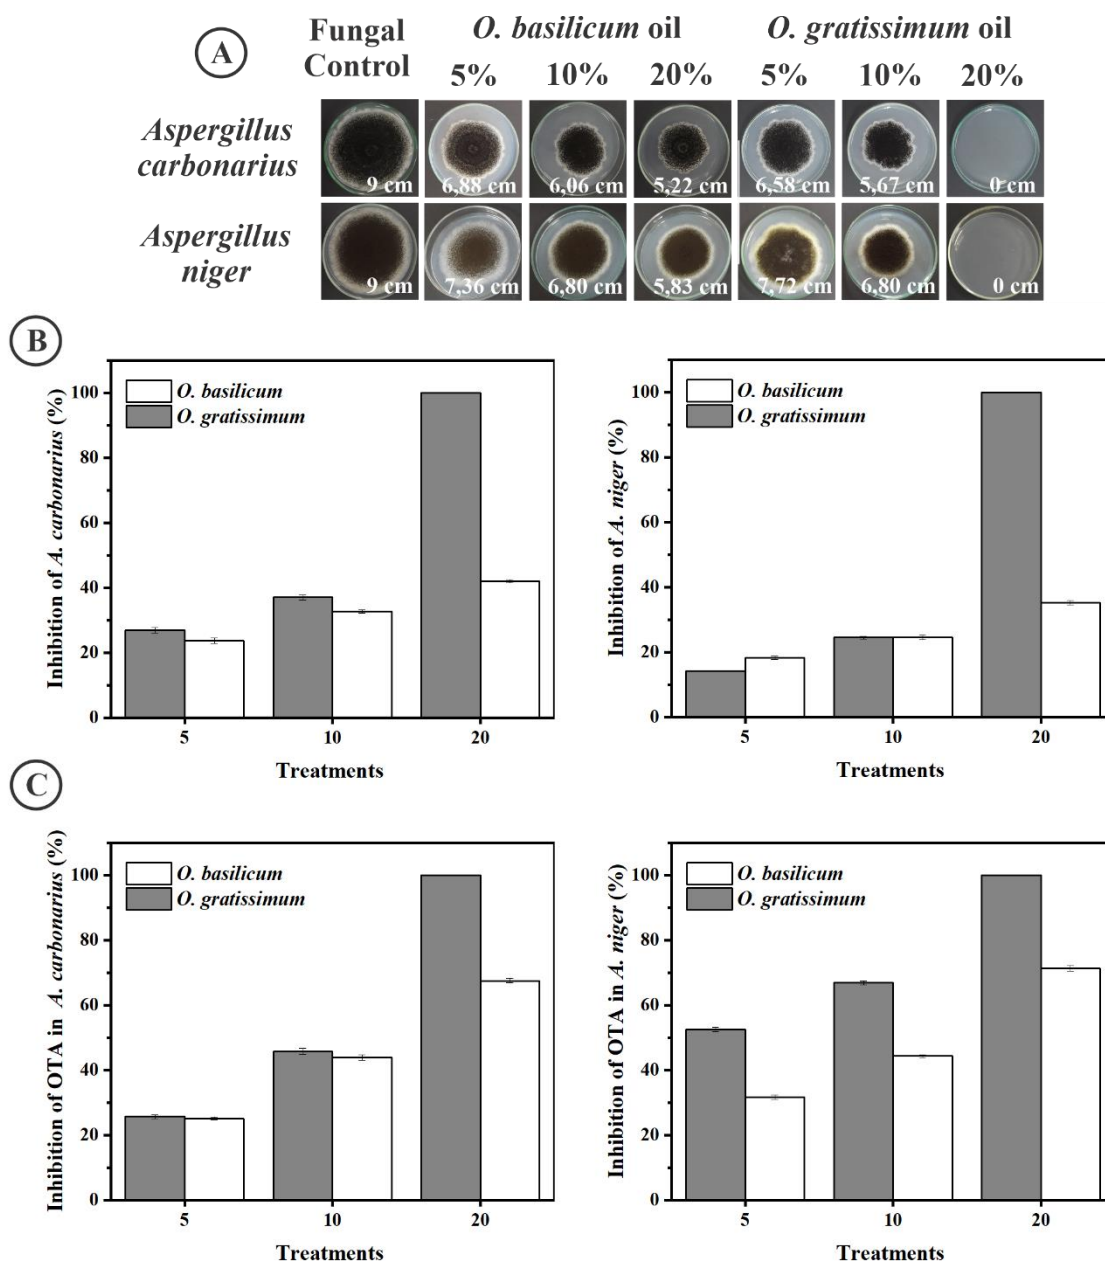 A
Fungal Control
O. basilicum oil
O. gratissimum oil
5%
10%
20%
5%
10%
20%
Aspergillus carbonarius
9 cm
6,88 cm
6,06 cm
5,22 cm
6,58 cm
5,67 cm
0 cm
Aspergillus niger
9 cm
7,36 cm
6,80 cm
5,83 cm
7,72 cm
6,80 cm
0 cm
B
Inhibition of A. carbonarius (%)
100
80
60
40
20
0
O. basilicum
O. gratissimum
5
10
20
Treatments
Inhibition of A. niger (%)
100
80
60
40
20
0
O. basilicum
O. gratissimum
5
10
20
Treatments
C
Inhibition of OTA in A. carbonarius (%)
100
80
60
40
20
0
O. basilicum
O. gratissimum
5
10
20
Treatments
Inhibition of OTA in A. niger (%)
100
80
60
40
20
0
O. basilicum
O. gratissimum
5
10
20
Treatments